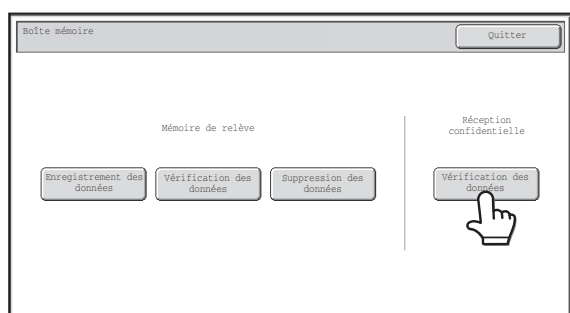 Boîte mémoire
Quitter
Mémoire de relève
Réception
confidentielle
Enregistrement des
données
Vérification des
données
Suppression des
données
Vérification des
données